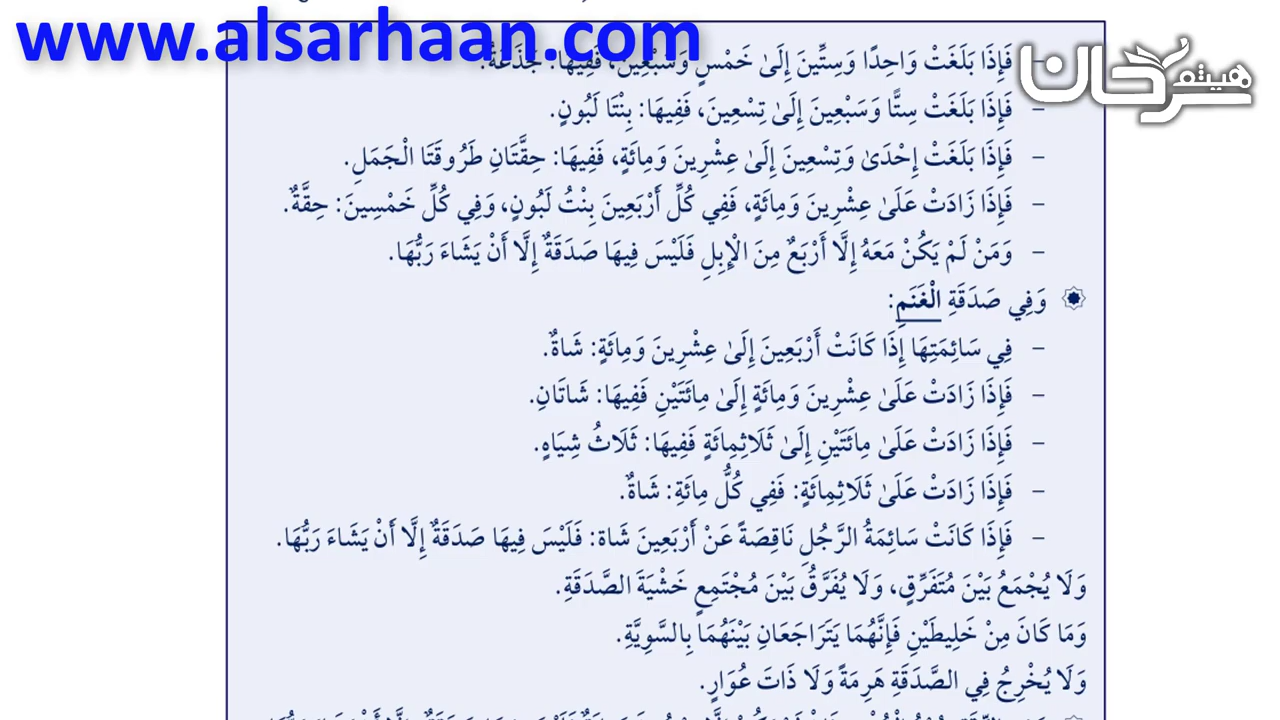 www.alsarhaan.com
هيثم سرحان
– فَإِذَا بَلَغَتْ وَاحِدًا وَسِتِّينَ إِلَىٰ خَمْسٍ وَسَبْعِينَ، فَفِيهَا: جَذَعَةٌ.
– فَإِذَا بَلَغَتْ سِتًّا وَسَبْعِينَ إِلَىٰ تِسْعِينَ، فَفِيهَا: بِنْتَا لَبُونٍ.
– فَإِذَا بَلَغَتْ إِحْدَىٰ وَتِسْعِينَ إِلَىٰ عِشْرِينَ وَمِائَةٍ، فَفِيهَا: حِقَّتَانِ طَرُوقَتَا الْجَمَلِ.
– فَإِذَا زَادَتْ عَلَىٰ عِشْرِينَ وَمِائَةٍ، فَفِي كُلِّ أَرْبَعِينَ بِنْتُ لَبُونٍ، وَفِي كُلِّ خَمْسِينَ: حِقَّةٌ.
– وَمَنْ لَمْ يَكُنْ مَعَهُ إِلَّا أَرْبَعٌ مِنَ الْإِبِلِ فَلَيْسَ فِيهَا صَدَقَةٌ إِلَّا أَنْ يَشَاءَ رَبُّهَا.
وَفِي صَدَقَةِ الْغَنَمِ:
– فِي سَائِمَتِهَا إِذَا كَانَتْ أَرْبَعِينَ إِلَىٰ عِشْرِينَ وَمِائَةٍ: شَاةٌ.
– فَإِذَا زَادَتْ عَلَىٰ عِشْرِينَ وَمِائَةٍ إِلَىٰ مِائَتَيْنِ فَفِيهَا: شَاتَانِ.
– فَإِذَا زَادَتْ عَلَىٰ مِائَتَيْنِ إِلَىٰ ثَلَاثِمِائَةٍ فَفِيهَا: ثَلَاثُ شِيَاهٍ.
– فَإِذَا زَادَتْ عَلَىٰ ثَلَاثِمِائَةٍ: فَفِي كُلِّ مِائَةٍ: شَاةٌ.
– فَإِذَا كَانَتْ سَائِمَةُ الرَّجُلِ نَاقِصَةً عَنْ أَرْبَعِينَ شَاة: فَلَيْسَ فِيهَا صَدَقَةٌ إِلَّا أَنْ يَشَاءَ رَبُّهَا.
وَلَا يُجْمَعُ بَيْنَ مُتَفَرِّقٍ، وَلَا يُفَرَّقُ بَيْنَ مُجْتَمِعٍ خَشْيَةَ الصَّدَقَةِ.
وَمَا كَانَ مِنْ خَلِيطَيْنِ فَإِنَّهُمَا يَتَرَاجَعَانِ بَيْنَهُمَا بِالسَّوِيَّةِ.
وَلَا يُخْرِجُ فِي الصَّدَقَةِ هَرِمَةً وَلَا ذَاتَ عُوَارٍ.